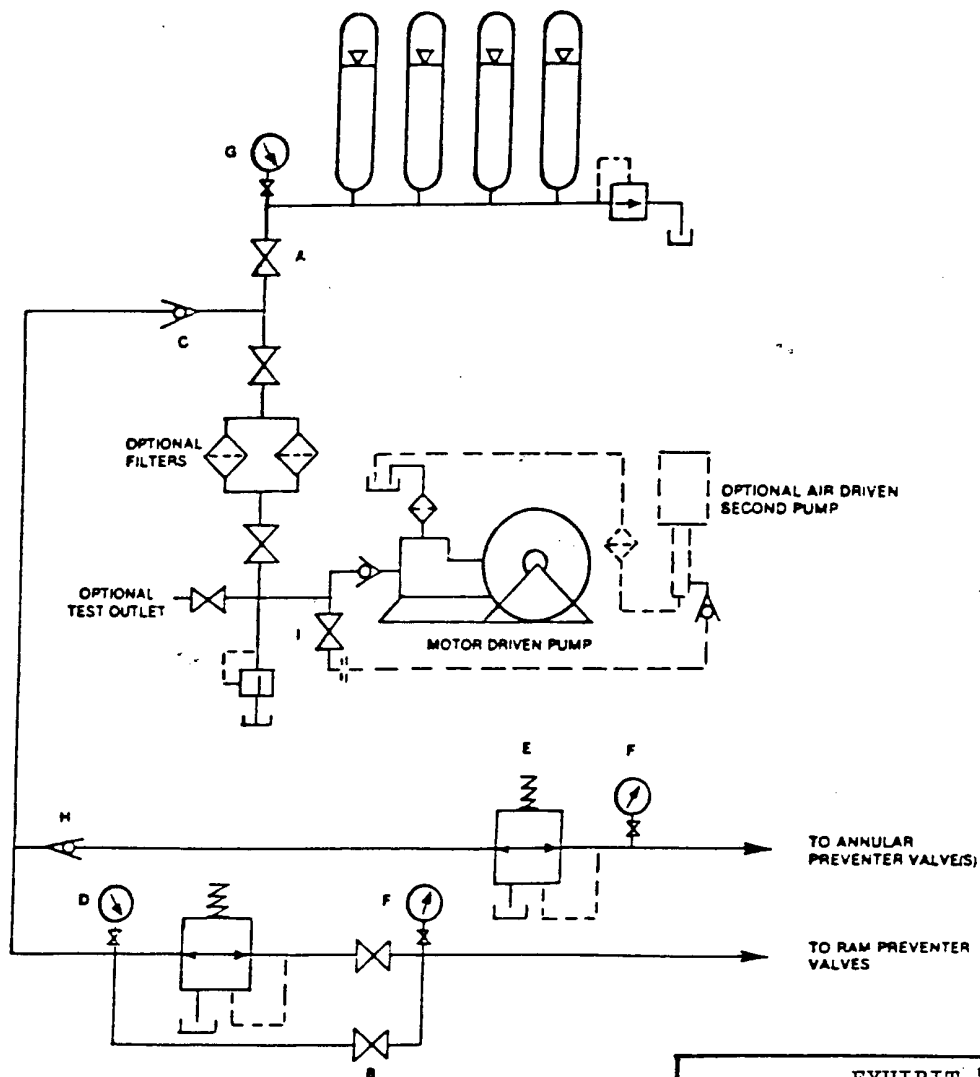 G
A
C
OPTIONAL
FILTERS
OPTIONAL AIR DRIVEN
SECOND PUMP
OPTIONAL
TEST OUTLET
I
MOTOR DRIVEN PUMP
E
F
H
TO ANNULAR
PREVENTER VALVE(S)
D
F
TO RAM PREVENTER
VALVES
B
EXHIBIT